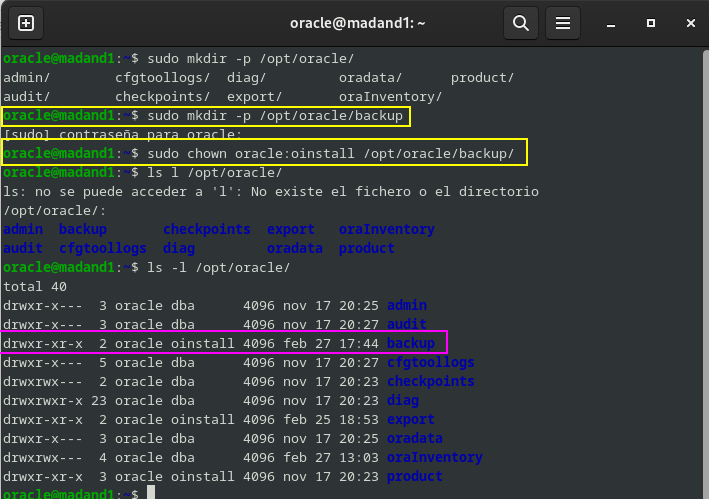 oracle@madand1: ~
oracle@madand1:~$ sudo mkdir -p /opt/oracle/
admin/ cfgtoollogs/ diag/ oradata/ product/
audit/ checkpoints/ export/ oraInventory/
oracle@madand1:~$ sudo mkdir -p /opt/oracle/backup
[sudo] contraseña para oracle:
oracle@madand1:~$ sudo chown oracle:oinstall /opt/oracle/backup/
oracle@madand1:~$ ls l /opt/oracle/
ls: no se puede acceder a 'l': No existe el fichero o el directorio
/opt/oracle/:
admin backup checkpoints export oraInventory
audit cfgtoollogs diag oradata product
oracle@madand1:~$ ls -l /opt/oracle/
total 40
drwxr-x--- 3 oracle dba 4096 nov 17 20:25 admin
drwxr-x--- 3 oracle dba 4096 nov 17 20:27 audit
drwxr-xr-x 2 oracle oinstall 4096 feb 27 17:44 backup
drwxr-x--- 5 oracle dba 4096 nov 17 20:27 cfgtoollogs
drwxrwx--- 2 oracle dba 4096 nov 17 20:23 checkpoints
drwxrwxr-x 23 oracle dba 4096 nov 17 20:23 diag
drwxr-xr-x 2 oracle oinstall 4096 feb 25 18:53 export
drwxr-x--- 3 oracle dba 4096 nov 17 20:25 oradata
drwxrwx--- 4 oracle dba 4096 feb 27 13:03 oraInventory
drwxr-xr-x 3 oracle oinstall 4096 nov 17 20:23 product
oracle@madand1:~$